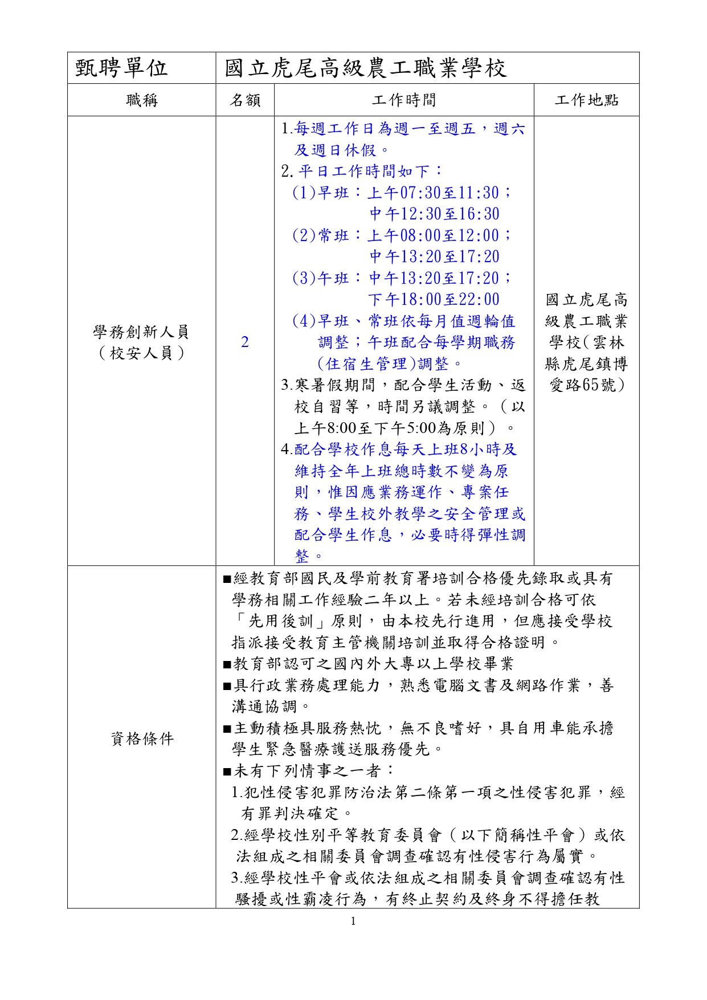 甄聘單位 國立虎尾高級農工職業學校
職稱 名額 工作時間 工作地點
學務創新人員
（校安人員）
2
1.每週工作日為週一至週五，週六
及週日休假。
2.平日工作時間如下：
(1)早班：上午07:30至11:30；
中午12:30至16:30
(2)常班：上午08:00至12:00；
中午13:20至17:20
(3)午班：中午13:20至17:20；
下午18:00至22:00
(4)早班、常班依每月值週輪值
調整；午班配合每學期職務
(住宿生管理)調整。
3.寒暑假期間，配合學生活動、返
校自習等，時間另議調整。（以
上午8:00至下午5:00為原則）。
4.配合學校作息每天上班8小時及
維持全年上班總時數不變為原
則，惟因應業務運作、專案任
務、學生校外教學之安全管理或
配合學生作息，必要時得彈性調
整。
國立虎尾高
級農工職業
學校(雲林
縣虎尾鎮博
愛路65號)
資格條件
■經教育部國民及學前教育署培訓合格優先錄取或具有
學務相關工作經驗二年以上。若未經培訓合格可依
「先用後訓」原則，由本校先行進用，但應接受學校
指派接受教育主管機關培訓並取得合格證明。
■教育部認可之國內外大專以上學校畢業
■具行政業務處理能力，熟悉電腦文書及網路作業，善
溝通協調。
■主動積極具服務熱忱，無不良嗜好，具自用車能承擔
學生緊急醫療護送服務優先。
■未有下列情事之一者：
1.犯性侵害犯罪防治法第二條第一項之性侵害犯罪，經
有罪判決確定。
2.經學校性別平等教育委員會（以下簡稱性平會）或依
法組成之相關委員會調查確認有性侵害行為屬實。
3.經學校性平會或依法組成之相關委員會調查確認有性
騷擾或性霸凌行為，有終止契約及終身不得擔任教
1